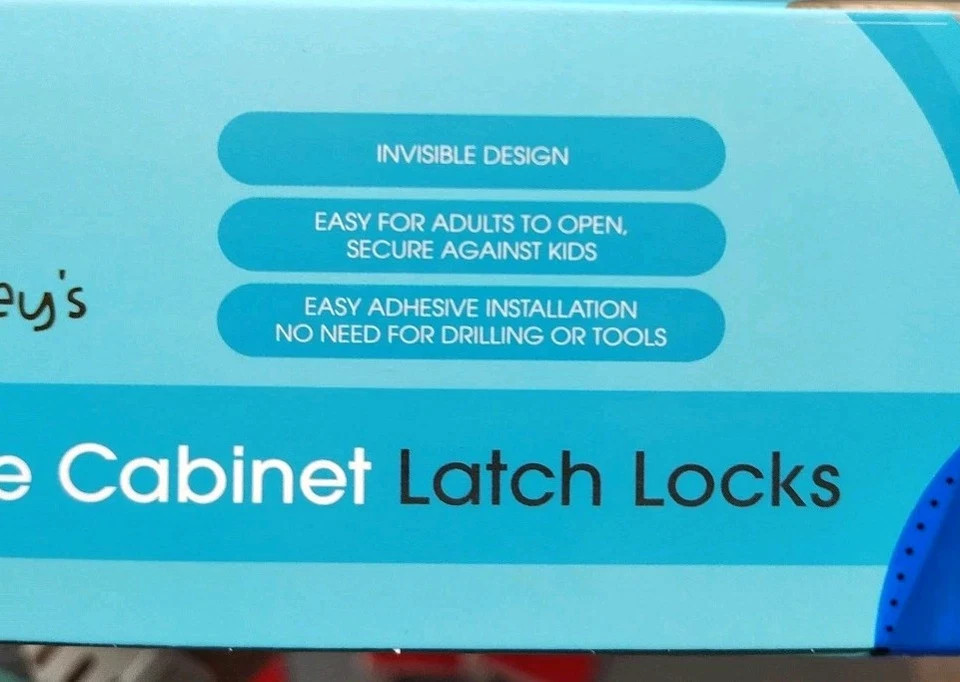 INVISIBLE DESIGN
EASY FOR ADULTS TO OPEN,
SECURE AGAINST KIDS
EASY ADHESIVE INSTALLATION
NO NEED FOR DRILLING OR TOOLS
ey's
e Cabinet Latch Locks